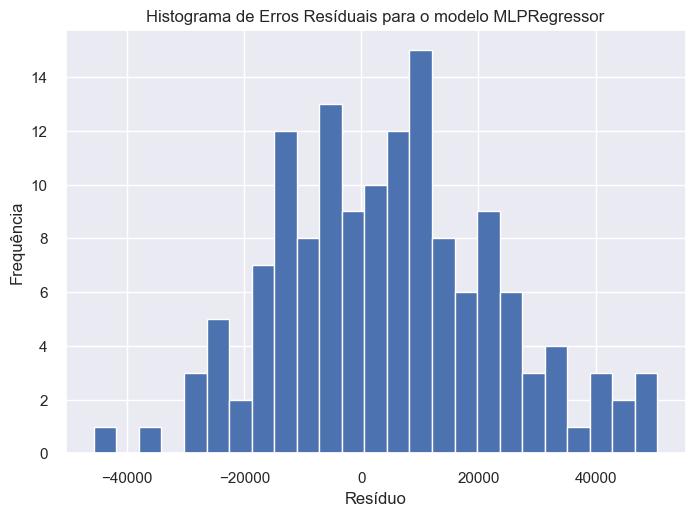 Histograma de Erros Resíduais para o modelo MLPRegressor
14
12
10
8
6
4
2
0
Frequência
−40000 −20000 0 20000 40000
Resíduo